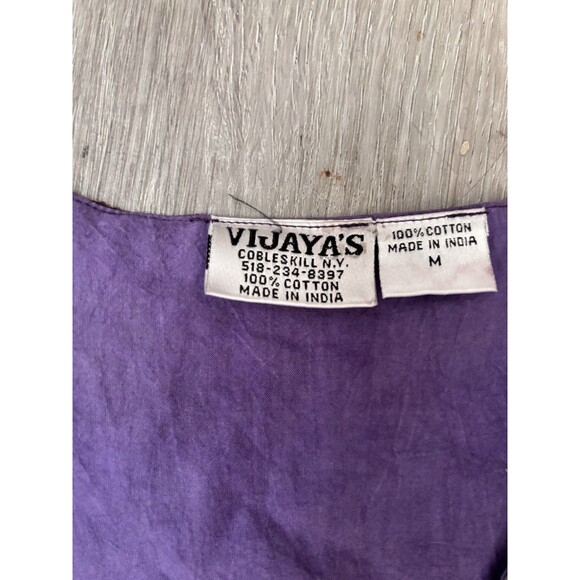 VIJAYA'S
COBLESKILL N.Y.
518-234-8397
100% COTTON
MADE IN INDIA
100% COTTON
MADE IN INDIA
M